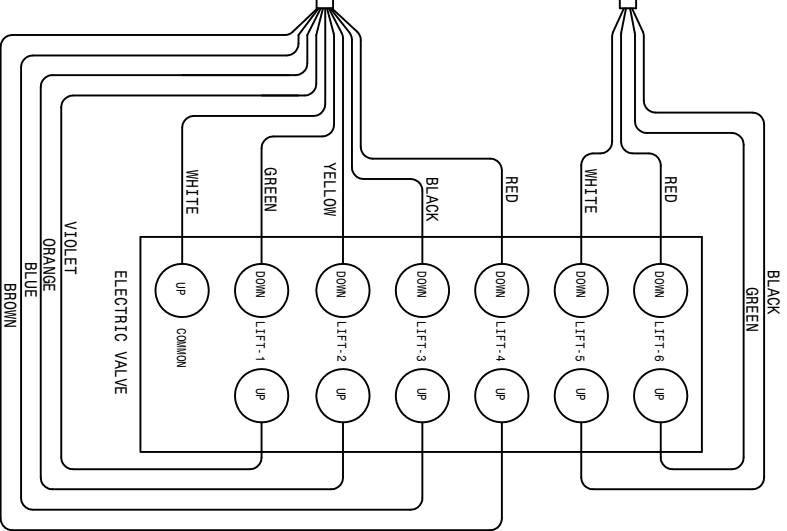 WHITE
GREEN
YELLOW
BLACK
RED
WHITE
RED
VIOLET
ORANGE
BLUE
BROWN
BLACK
GREEN
ELECTRIC VALVE
UP
COMMON
DOWN
DOWN
DOWN
DOWN
DOWN
DOWN
LIFT-1
LIFT-2
LIFT-3
LIFT-4
LIFT-5
LIFT-6
UP
UP
UP
UP
UP
UP